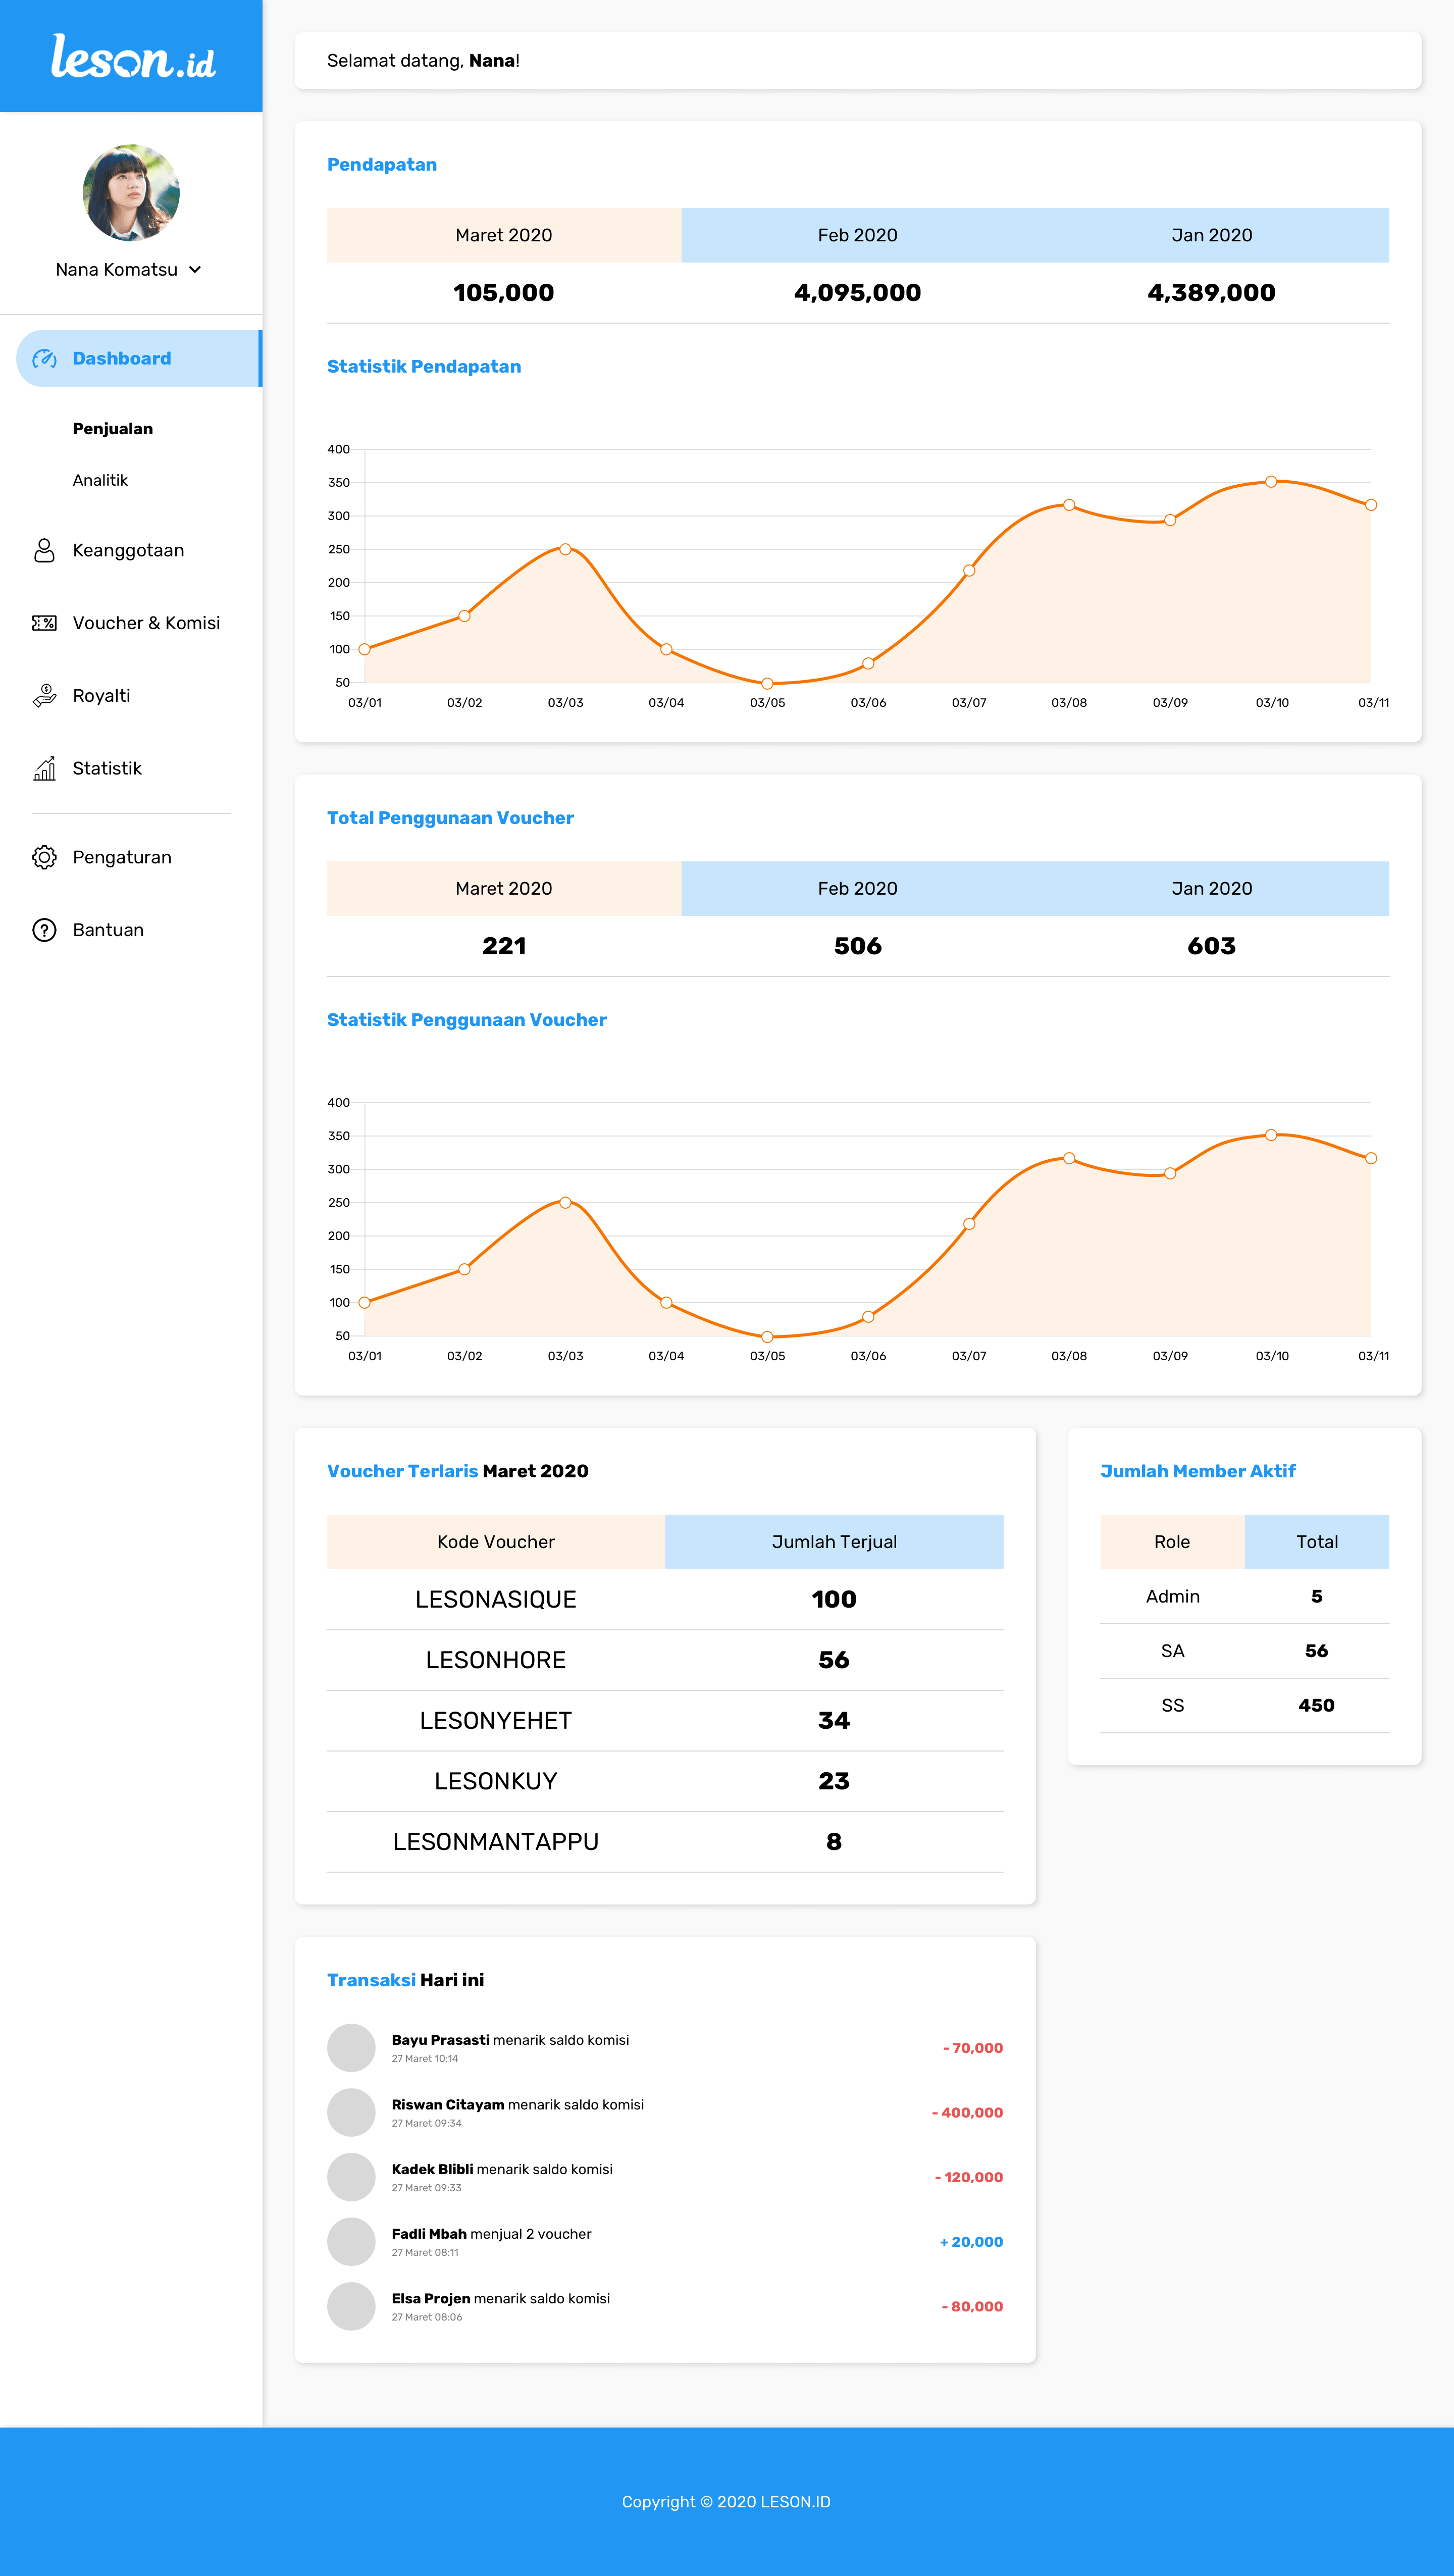 leson.id
Nana Komatsu
Dashboard
Penjualan
Analitik
Keanggotaan
Voucher & Komisi
Royalti
Statistik
Pengaturan
Bantuan
Selamat datang, Nana!
Pendapatan
Maret 2020 Feb 2020 Jan 2020
105,000 4,095,000 4,389,000
Statistik Pendapatan
400
350
300
250
200
150
100
50
03/01 03/02 03/03 03/04 03/05 03/06 03/07 03/08 03/09 03/10 03/11
Total Penggunaan Voucher
Maret 2020 Feb 2020 Jan 2020
221 506 603
Statistik Penggunaan Voucher
400
350
300
250
200
150
100
50
03/01 03/02 03/03 03/04 03/05 03/06 03/07 03/08 03/09 03/10 03/11
Voucher Terlaris Maret 2020
Kode Voucher Jumlah Terjual
LESONASIQUE 100
LESONHORE 56
LESONYEHET 34
LESONKUY 23
LESONMANTAPPU 8
Jumlah Member Aktif
Role Total
Admin 5
SA 56
SS 450
Transaksi Hari ini
Bayu Prasasti menarik saldo komisi
27 Maret 10:14
- 70,000
Riswan Citayam menarik saldo komisi
27 Maret 09:34
- 400,000
Kadek Blibli menarik saldo komisi
27 Maret 09:33
- 120,000
Fadli Mbah menjual 2 voucher
27 Maret 08:11
+ 20,000
Elsa Projen menarik saldo komisi
27 Maret 08:06
- 80,000
Copyright © 2020 LESON.ID